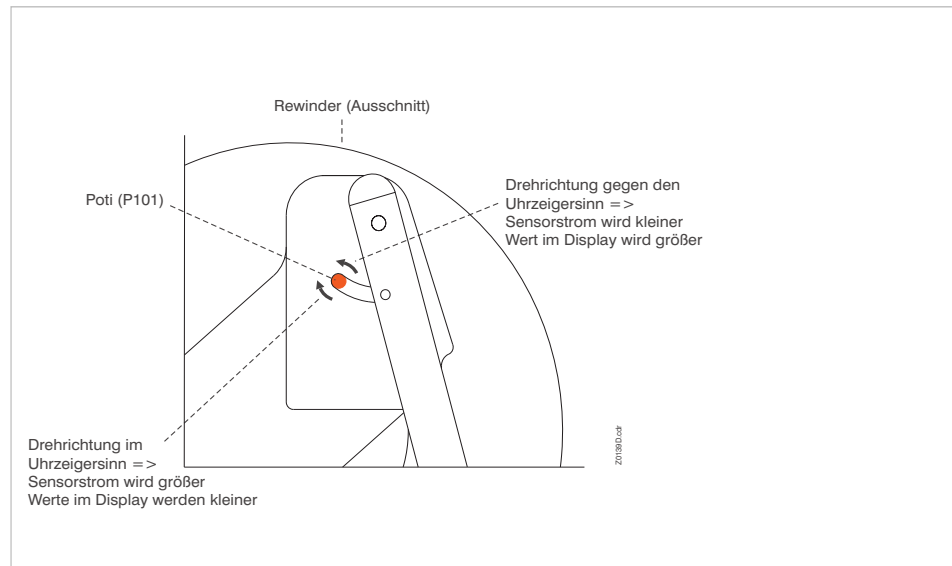 Rewinder (Ausschnitt)
Poti (P101)
Drehrichtung gegen den
Uhrzeigersinn =>
Sensorstrom wird kleiner
Wert im Display wird größer
Drehrichtung im
Uhrzeigersinn =>
Sensorstrom wird größer
Werte im Display werden kleiner
Z0139D.cdr